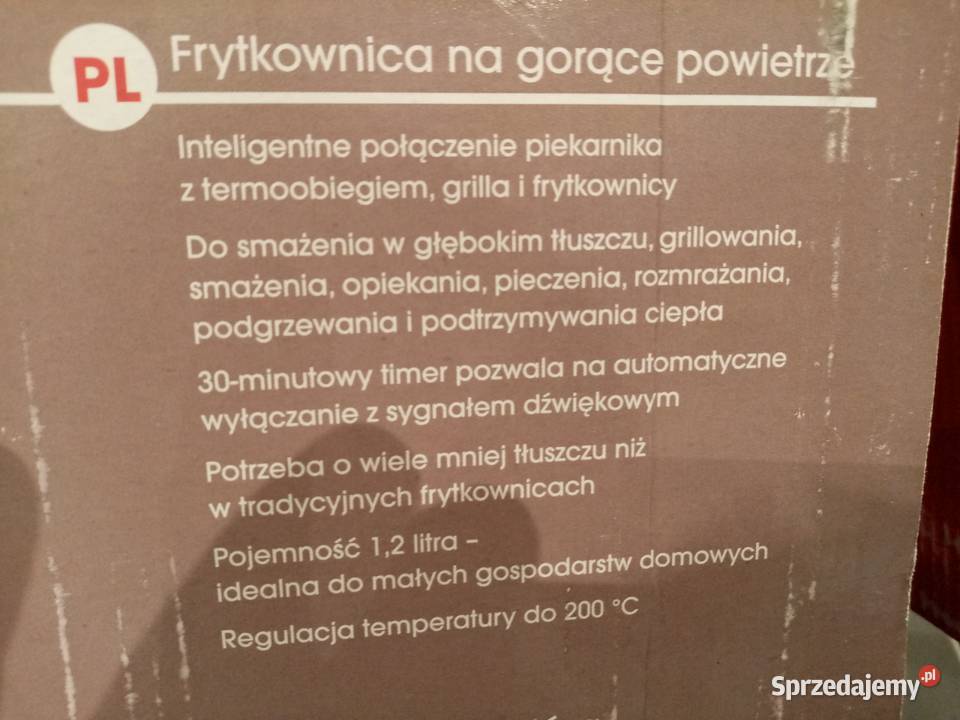 PL
Frytkownica na gorące powietrze
Inteligentne połączenie piekarnika
z termoobiegiem, grilla i frytkownicy
Do smażenia w głębokim tłuszczu, grillowania,
smażenia, opiekania, pieczenia, rozmrażania,
podgrzewania i podtrzymywania ciepła
30-minutowy timer pozwala na automatyczne
wyłączanie z sygnałem dźwiękowym
Potrzeba o wiele mniej tłuszczu niż
w tradycyjnych frytkownicach
Pojemność 1,2 litra –
idealna do małych gospodarstw domowych
Regulacja temperatury do 200 °C
Sprzedajemy.pl